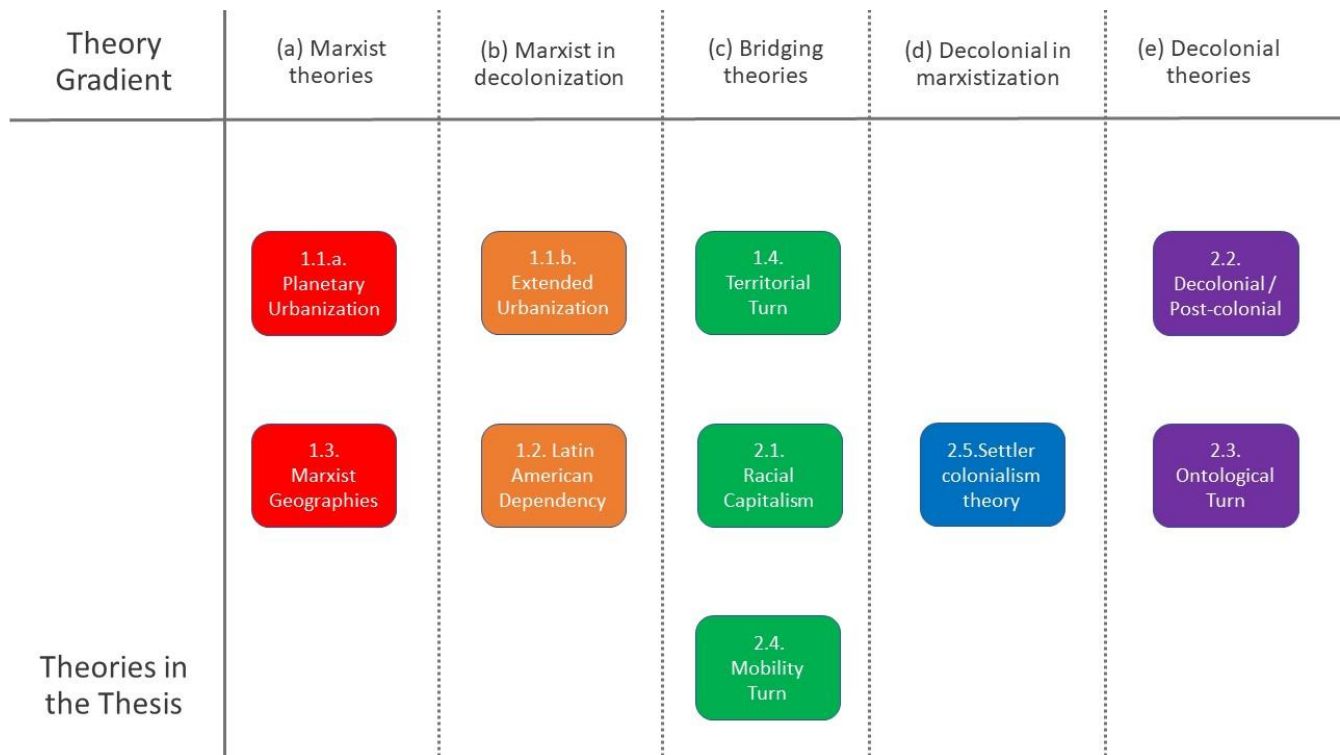 Theory
Gradient
(a) Marxist
theories
(b) Marxist in
decolonization
(c) Bridging
theories
(d) Decolonial in
marxistization
(e) Decolonial
theories
1.1.a.
Planetary
Urbanization
1.1.b.
Extended
Urbanization
1.4.
Territorial
Turn
2.2.
Decolonial /
Post-colonial
1.3.
Marxist
Geographies
1.2. Latin
American
Dependency
2.1.
Racial
Capitalism
2.5.Settler
colonialism
theory
2.3.
Ontological
Turn
2.4.
Mobility
Turn
Theories in
the Thesis